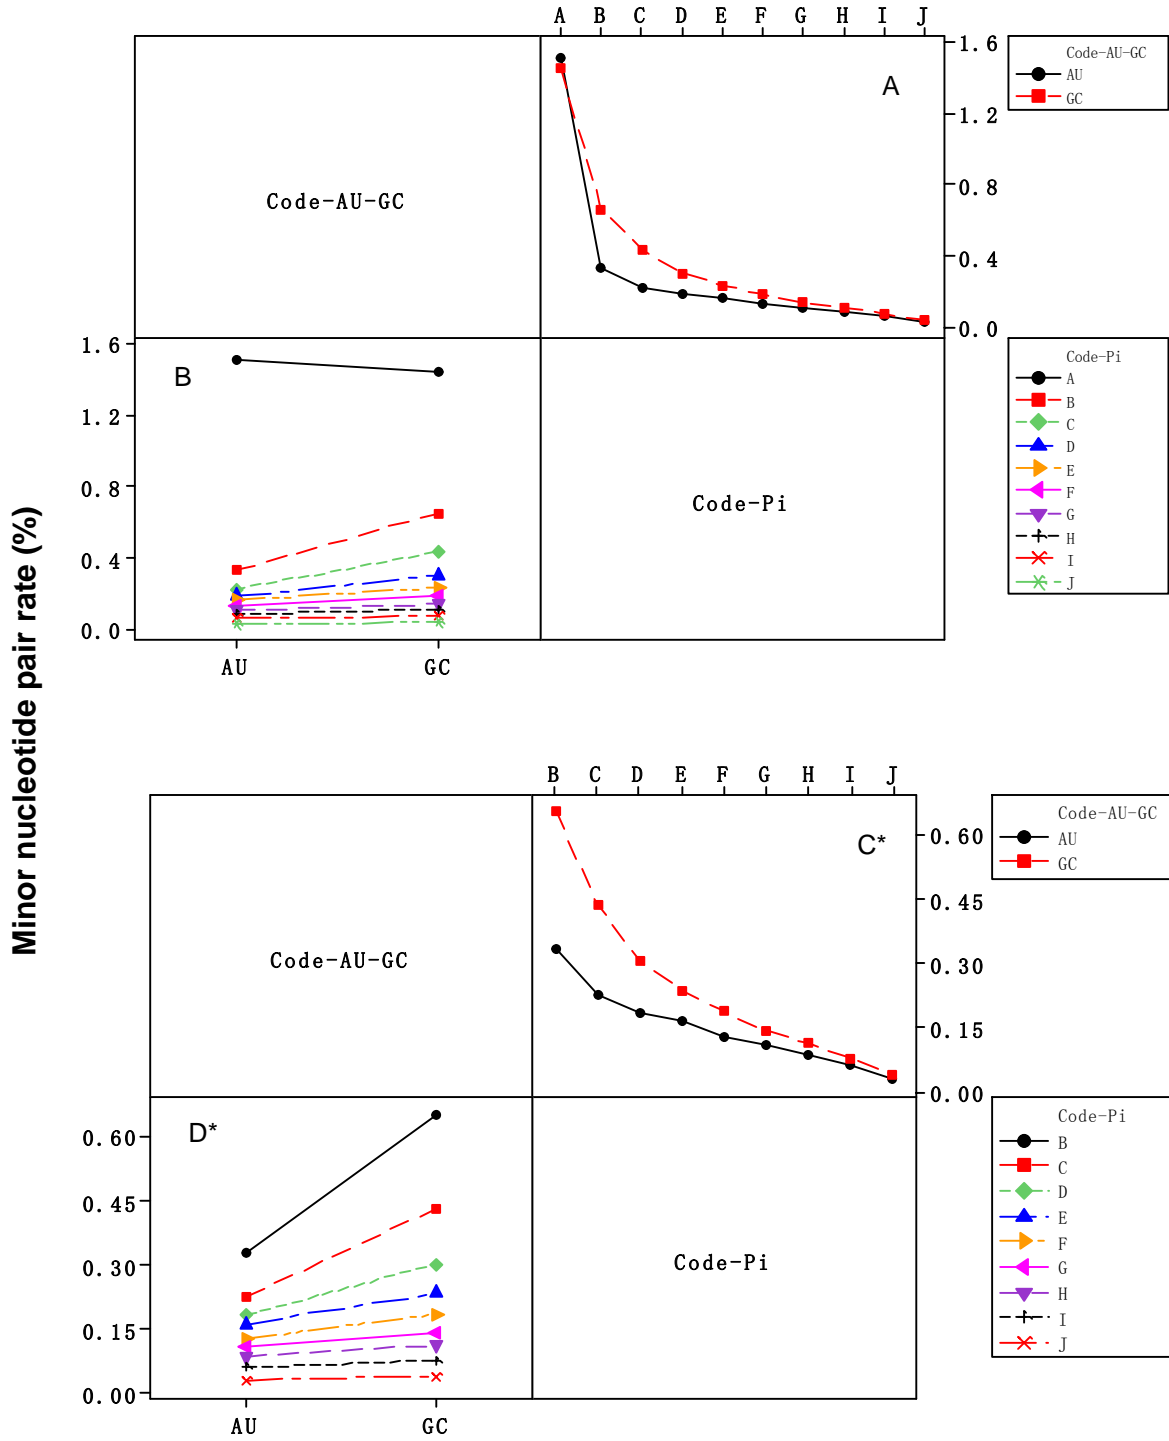 A B C D E F G H I J
1.6
1.2
0.8
0.4
0.0
A
Code-AU-GC
AU
GC
Code-AU-GC
1.6
1.2
0.8
0.4
0.0
B
AU GC
Code-Pi
Code-Pi
A
B
C
D
E
F
G
H
I
J
Minor nucleotide pair rate (%)
B C D E F G H I J
0.60
0.45
0.30
0.15
0.00
C*
Code-AU-GC
AU
GC
Code-AU-GC
0.60
0.45
0.30
0.15
0.00
D*
AU GC
Code-Pi
Code-Pi
B
C
D
E
F
G
H
I
J